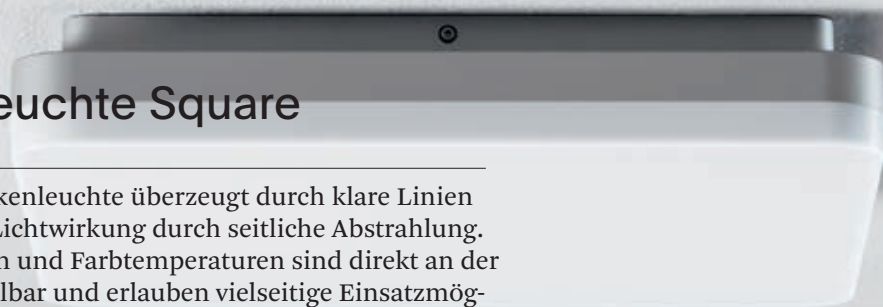 euchte Square
kenleuchte überzeugt durch klare Linien
Lichtwirkung durch seitliche Abstrahlung.
n und Farbtemperaturen sind direkt an der
lbar und erlauben vielseitige Einsatzmög-